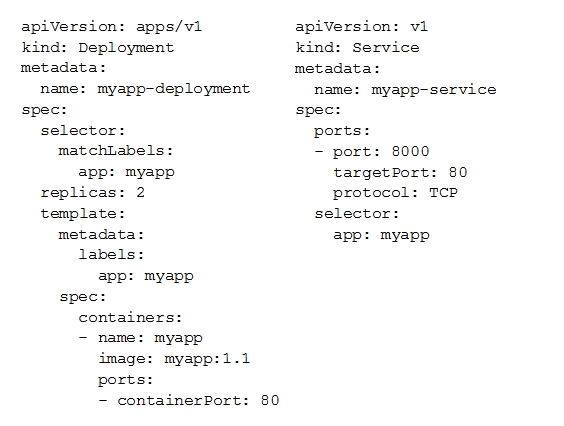 apiVersion: apps/v1
kind: Deployment
metadata:
  name: myapp-deployment
spec:
  selector:
    matchLabels:
      app: myapp
  replicas: 2
  template:
    metadata:
      labels:
        app: myapp
    spec:
      containers:
      - name: myapp
        image: myapp:1.1
        ports:
        - containerPort: 80
apiVersion: v1
kind: Service
metadata:
  name: myapp-service
spec:
  ports:
  - port: 8000
    targetPort: 80
    protocol: TCP
  selector:
    app: myapp